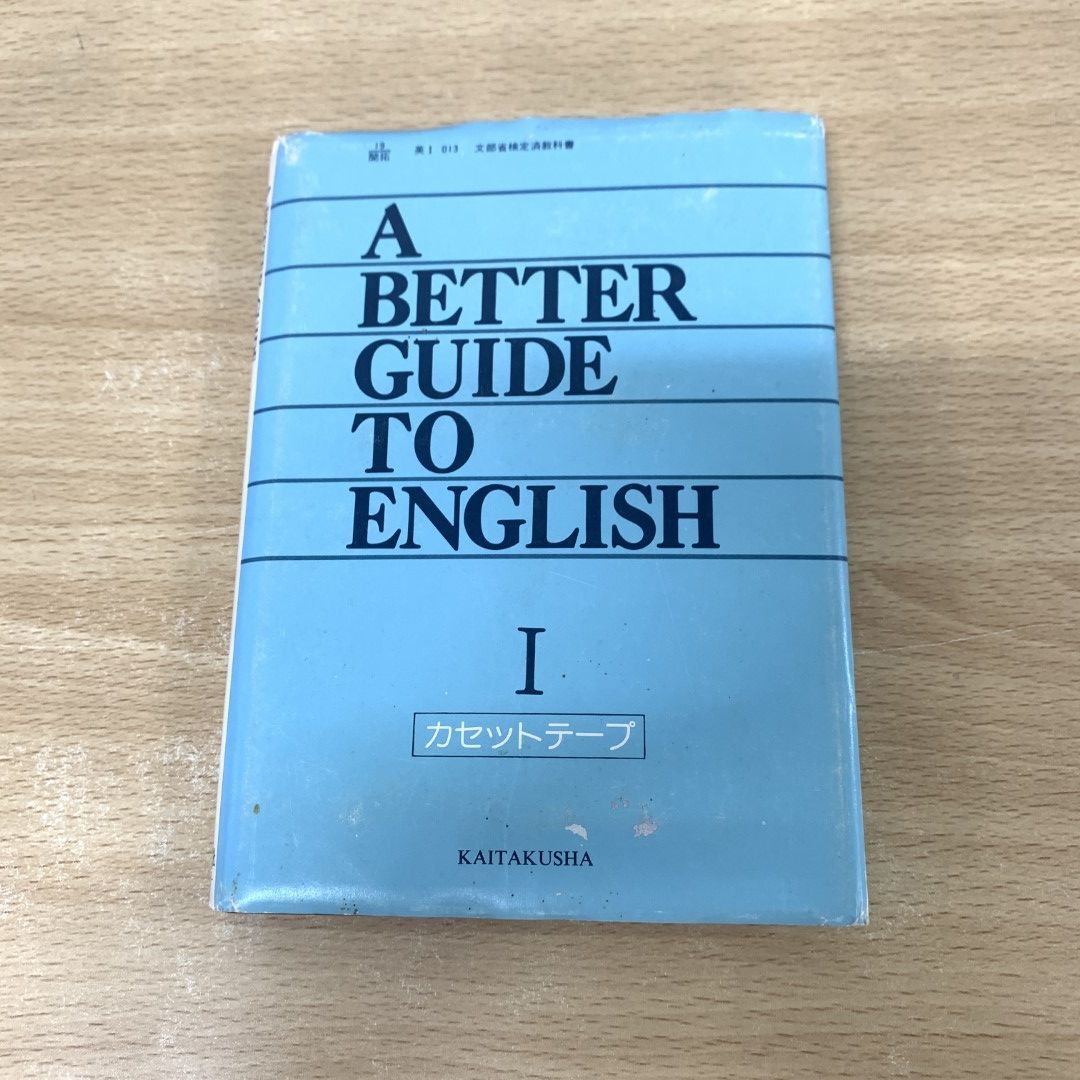 19
開拓 英Ⅰ 013 文部省検定済教科書
A
BETTER
GUIDE
TO
ENGLISH
I
カセットテープ
KAITAKUSHA